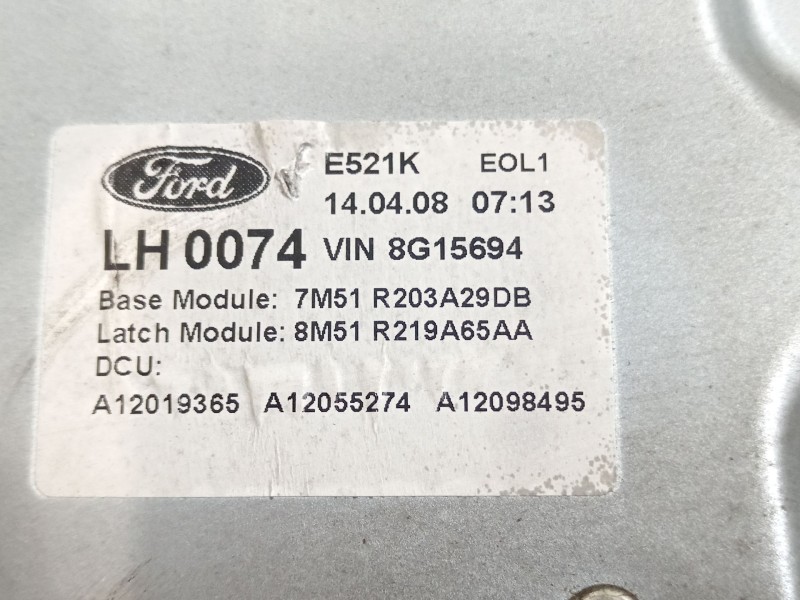 Ford E521K EOL1
14.04.08 07:13
LH 0074 VIN 8G15694
Base Module: 7M51 R203A29DB
Latch Module: 8M51 R219A65AA
DCU:
A12019365 A12055274 A12098495